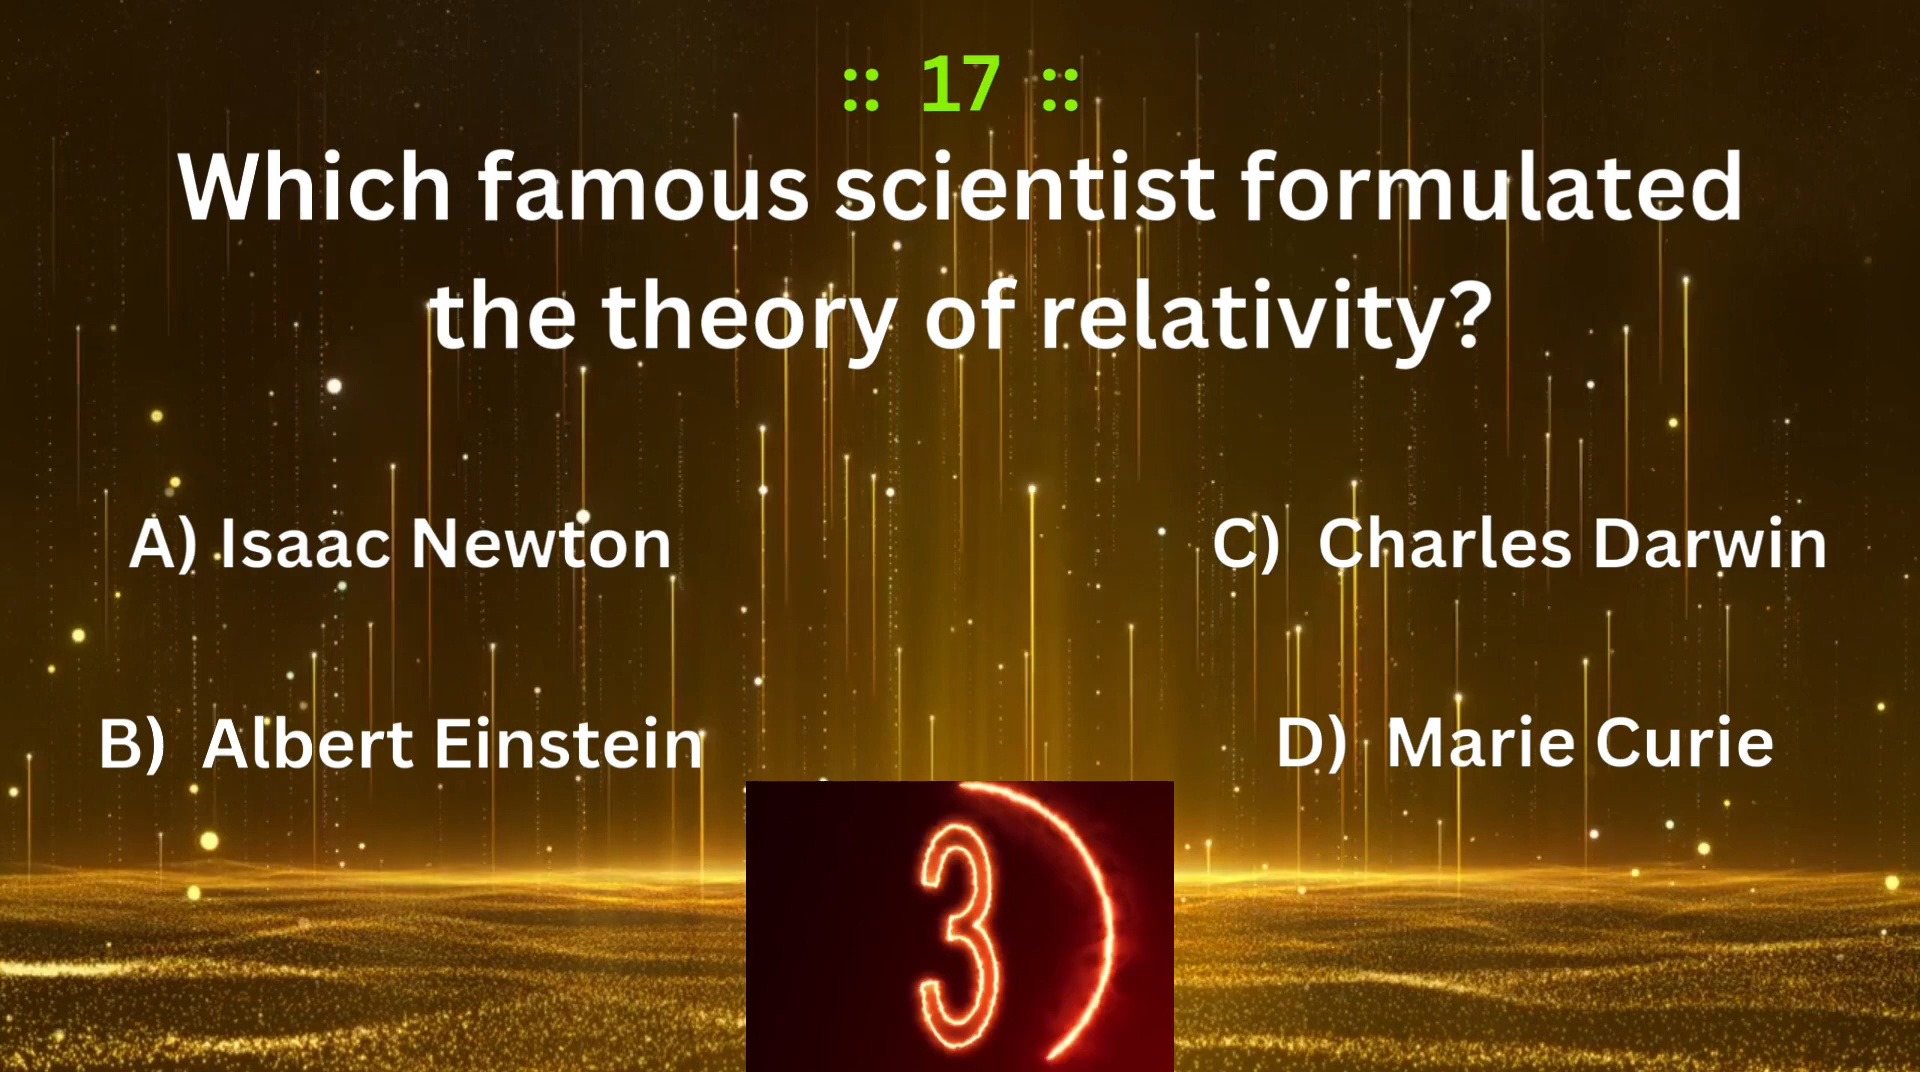 :: 17 ::
Which famous scientist formulated
the theory of relativity?
A) Isaac Newton
B) Albert Einstein
C) Charles Darwin
D) Marie Curie
3